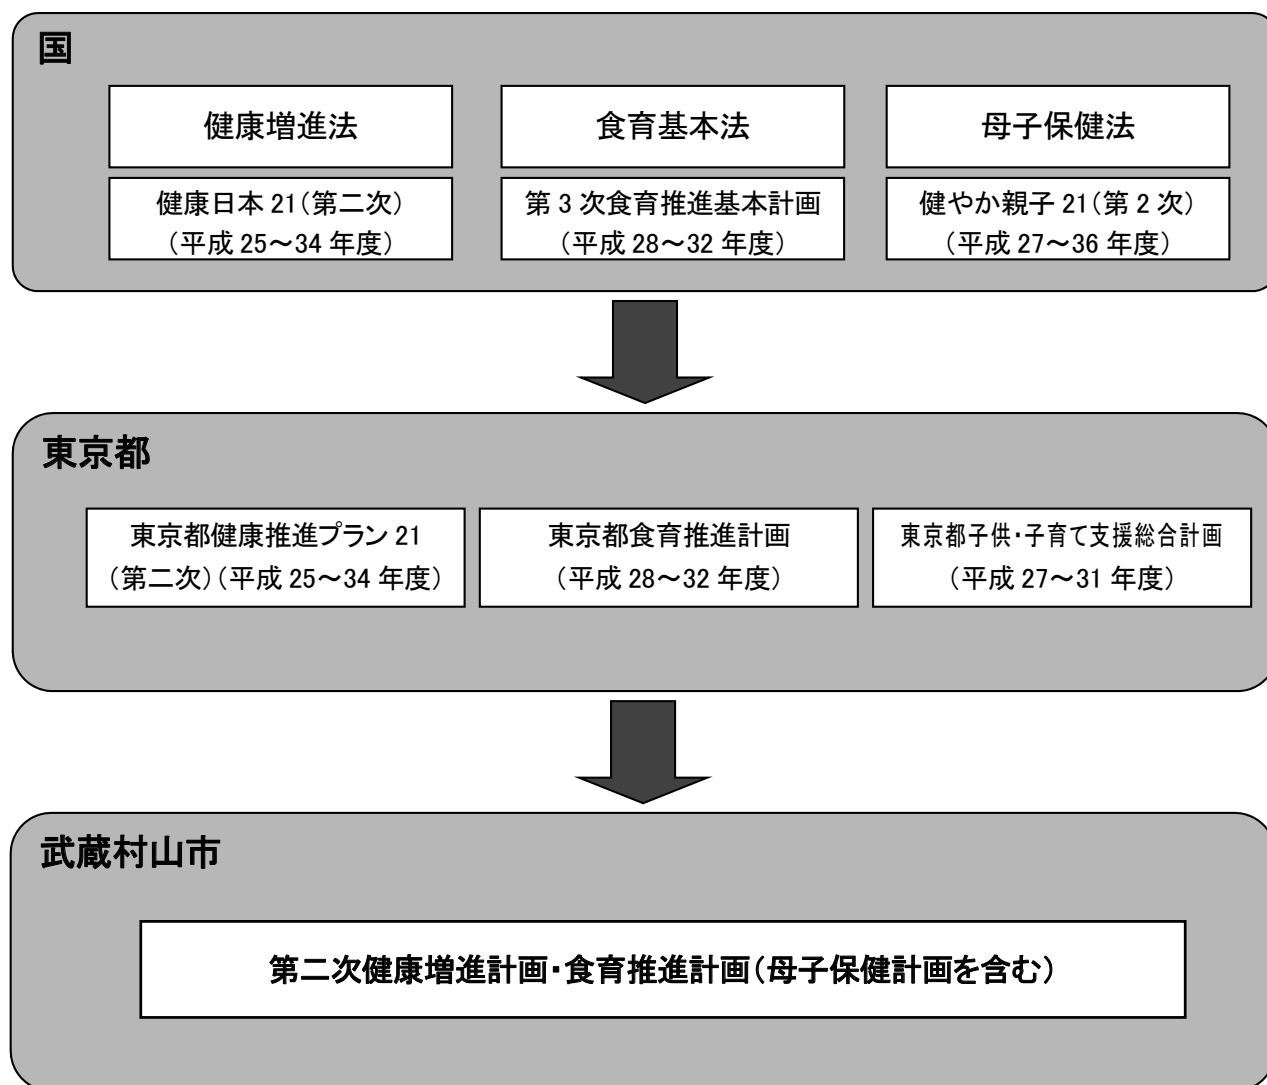 国
健康増進法
食育基本法
母子保健法
健康日本 21（第二次）
（平成 25～34 年度）
第 3 次食育推進基本計画
（平成 28～32 年度）
健やか親子 21（第 2 次）
（平成 27～36 年度）
東京都
東京都健康推進プラン 21
（第二次）（平成 25～34 年度）
東京都食育推進計画
（平成 28～32 年度）
東京都子供・子育て支援総合計画
（平成 27～31 年度）
武蔵村山市
第二次健康増進計画・食育推進計画（母子保健計画を含む）